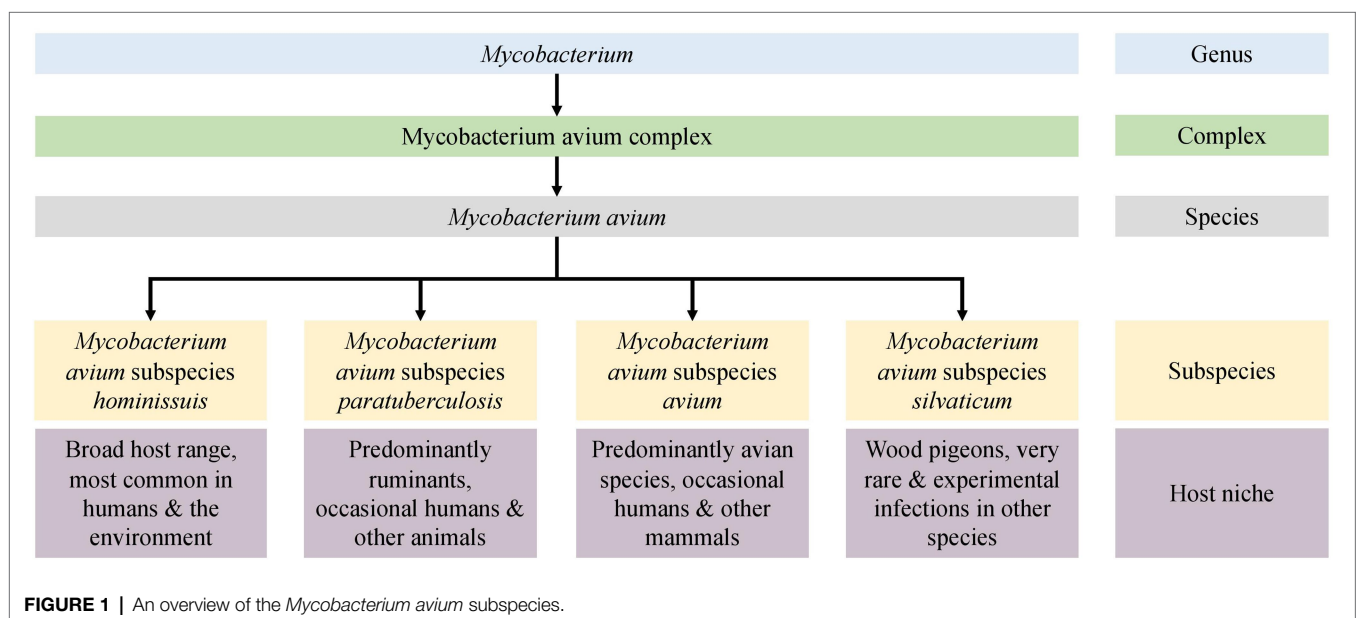 Mycobacterium
Genus
Mycobacterium avium complex
Complex
Mycobacterium avium
Species
Mycobacterium
avium subspecies
hominissuis
Mycobacterium
avium subspecies
paratuberculosis
Mycobacterium
avium subspecies
avium
Mycobacterium
avium subspecies
silvaticum
Subspecies
Broad host range,
most common in
humans & the
environment
Predominantly
ruminants,
occasional humans &
other animals
Predominantly avian
species, occasional
humans & other
mammals
Wood pigeons, very
rare & experimental
infections in other
species
Host niche
FIGURE 1 | An overview of the Mycobacterium avium subspecies.